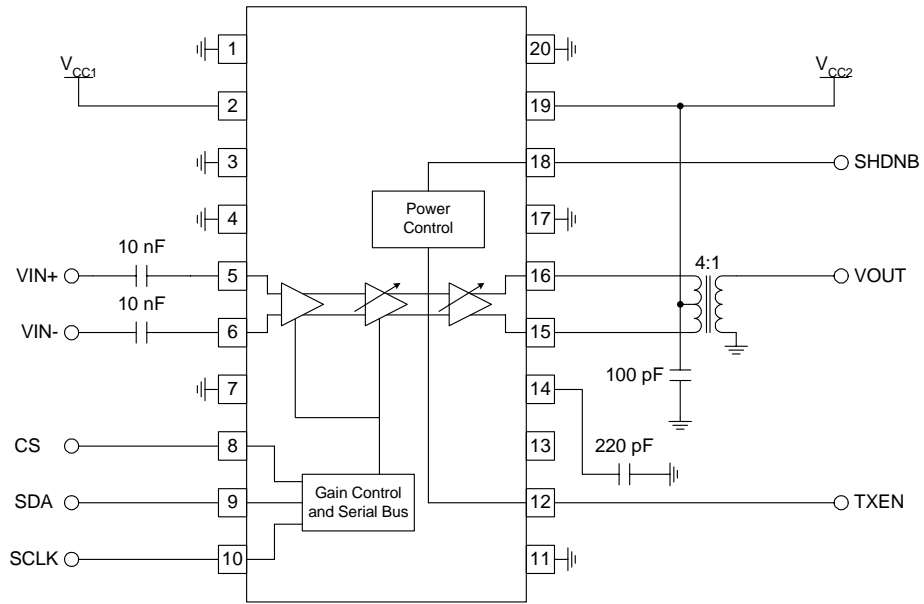 1
20
VCC1
VCC2
2
19
3
18
SHDNB
Power
Control
4
17
10 nF
VIN+
5
16
4:1
VOUT
10 nF
VIN-
6
15
100 pF
7
14
220 pF
CS
8
13
Gain Control
and Serial Bus
SDA
9
12
TXEN
SCLK
10
11